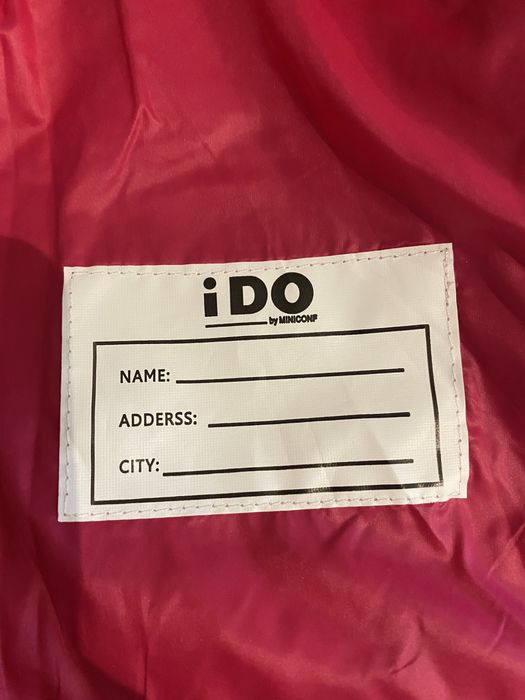 iDO
by MINICONF
NAME:
ADDERSS:
CITY: